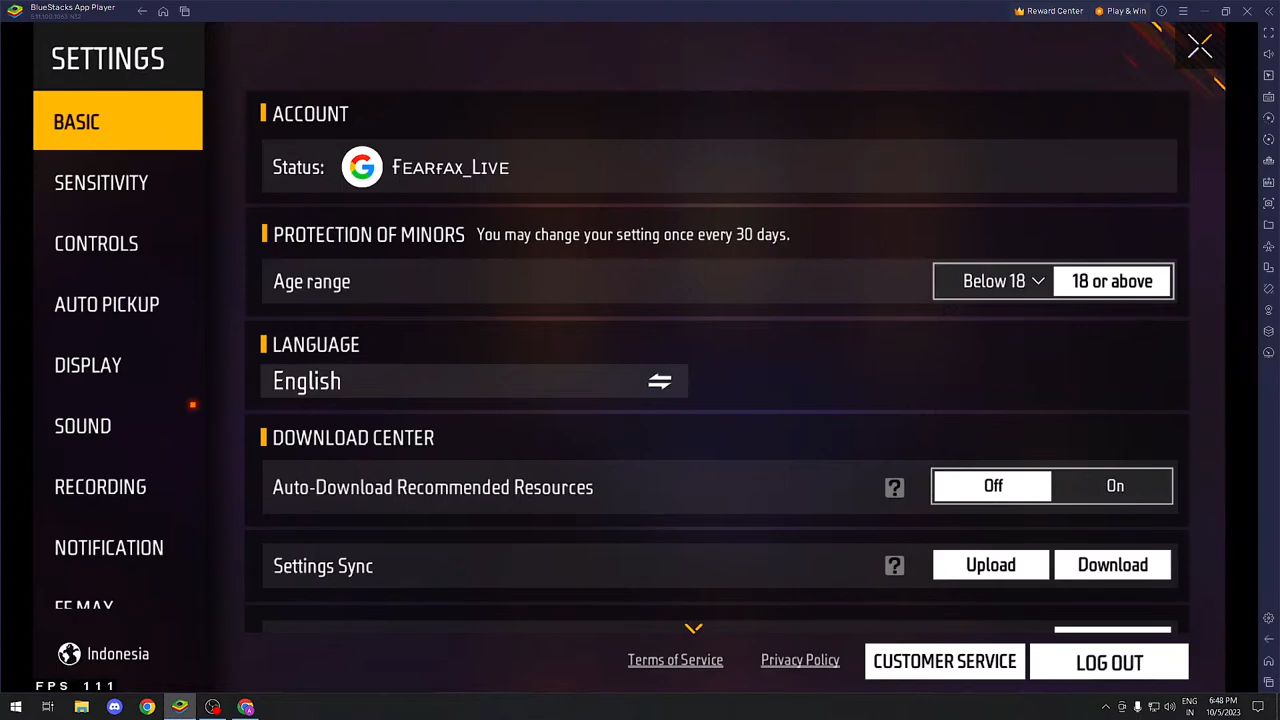 BlueStacks App Player
Reward Center
Play & Win
SETTINGS
BASIC
SENSITIVITY
CONTROLS
AUTO PICKUP
DISPLAY
SOUND
RECORDING
NOTIFICATION
FF MAX
Indonesia
FPS 111
ACCOUNT
Status: G Fᴇᴀʀғᴀx_Lɪᴠᴇ
PROTECTION OF MINORS You may change your setting once every 30 days.
Age range Below 18 18 or above
LANGUAGE
English
DOWNLOAD CENTER
Auto-Download Recommended Resources ? Off On
Settings Sync ? Upload Download
Terms of Service Privacy Policy CUSTOMER SERVICE LOG OUT
ENG 6:48 PM
IN 10/5/2023